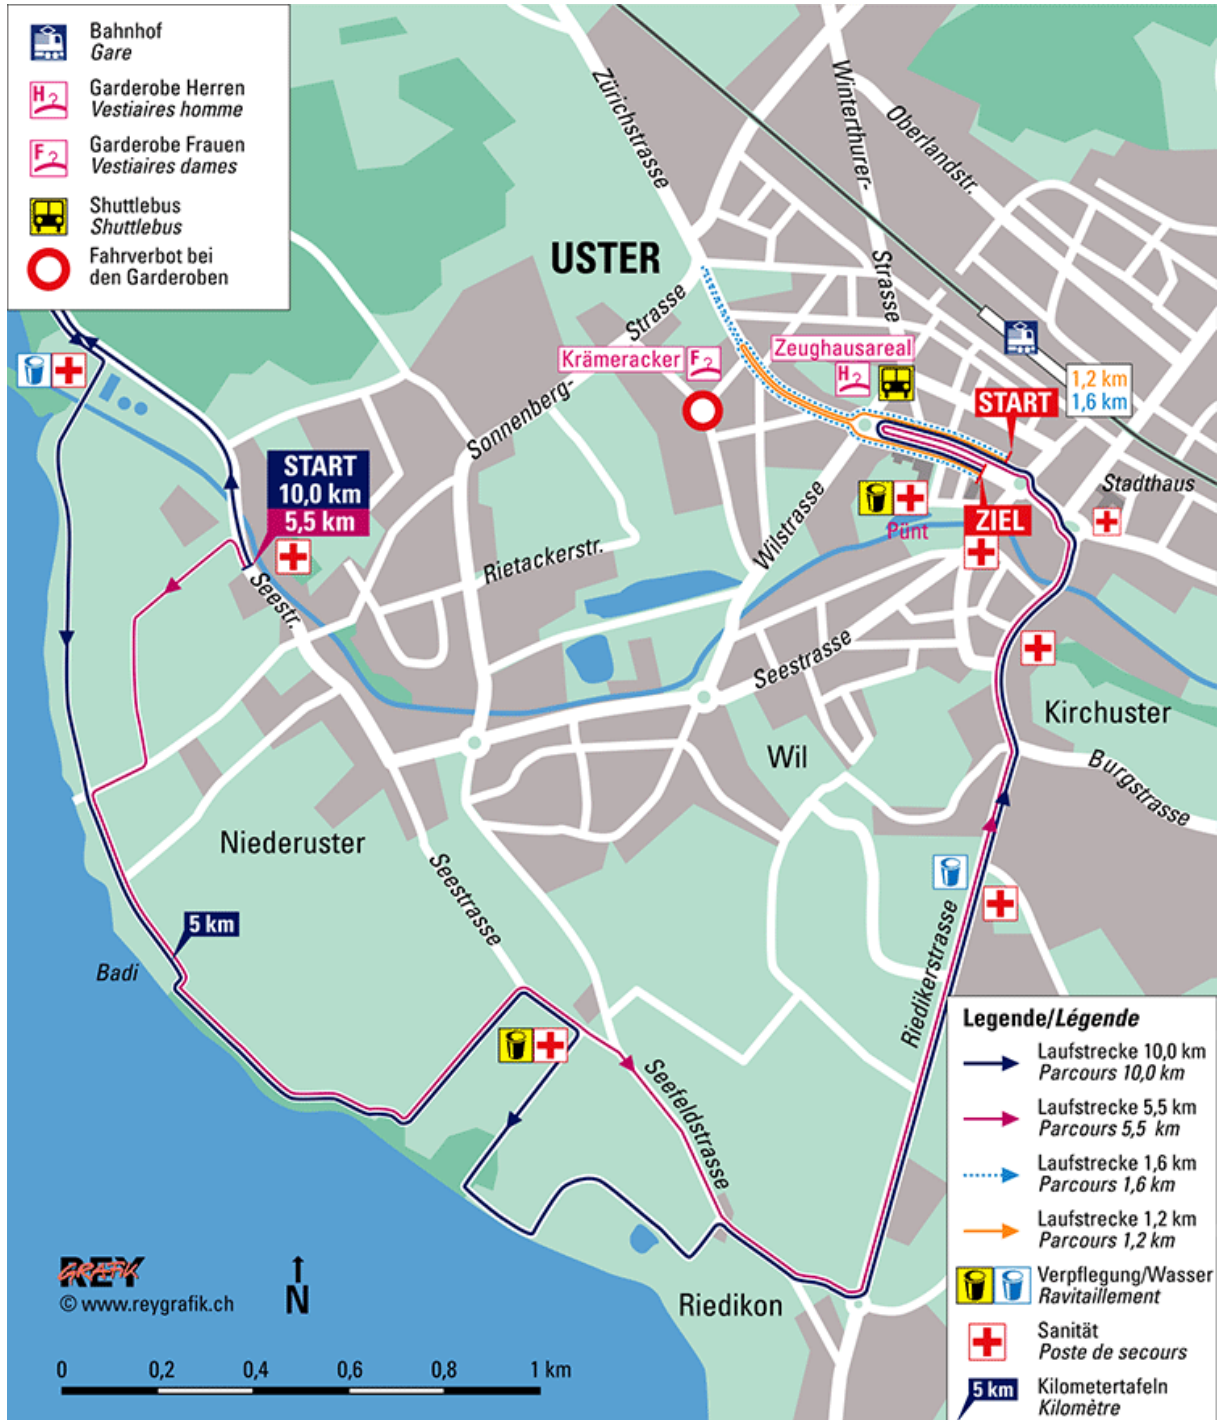 Bahnhof
Gare
H
Garderobe Herren
Vestiaires homme
F
Garderobe Frauen
Vestiaires dames
Shuttlebus
Shuttlebus
Fahrverbot bei
den Garderoben
Zürichstrasse
Winterthurer-
Strasse
Oberlandstr.
USTER
Sonnenberg-
Strasse
Krämeracker
F
Zeughausareal
H
START
1,2 km
1,6 km
START
10,0 km
5,5 km
Stadthaus
ZIEL
Pünt
Wilstrasse
Rietackerstr.
Seestr.
Seestrasse
Kirchuster
Wil
Burgstrasse
Niederuster
Seestrasse
5 km
Badi
Riedikerstrasse
Seefeldstrasse
Riedikon
REY
GRAFIK
© www.reygrafik.ch
N
0 0,2 0,4 0,6 0,8 1 km
Legende/Légende
Laufstrecke 10,0 km
Parcours 10,0 km
Laufstrecke 5,5 km
Parcours 5,5 km
Laufstrecke 1,6 km
Parcours 1,6 km
Laufstrecke 1,2 km
Parcours 1,2 km
Verpflegung/Wasser
Ravitaillement
Sanität
Poste de secours
5 km
Kilometertafeln
Kilomètre